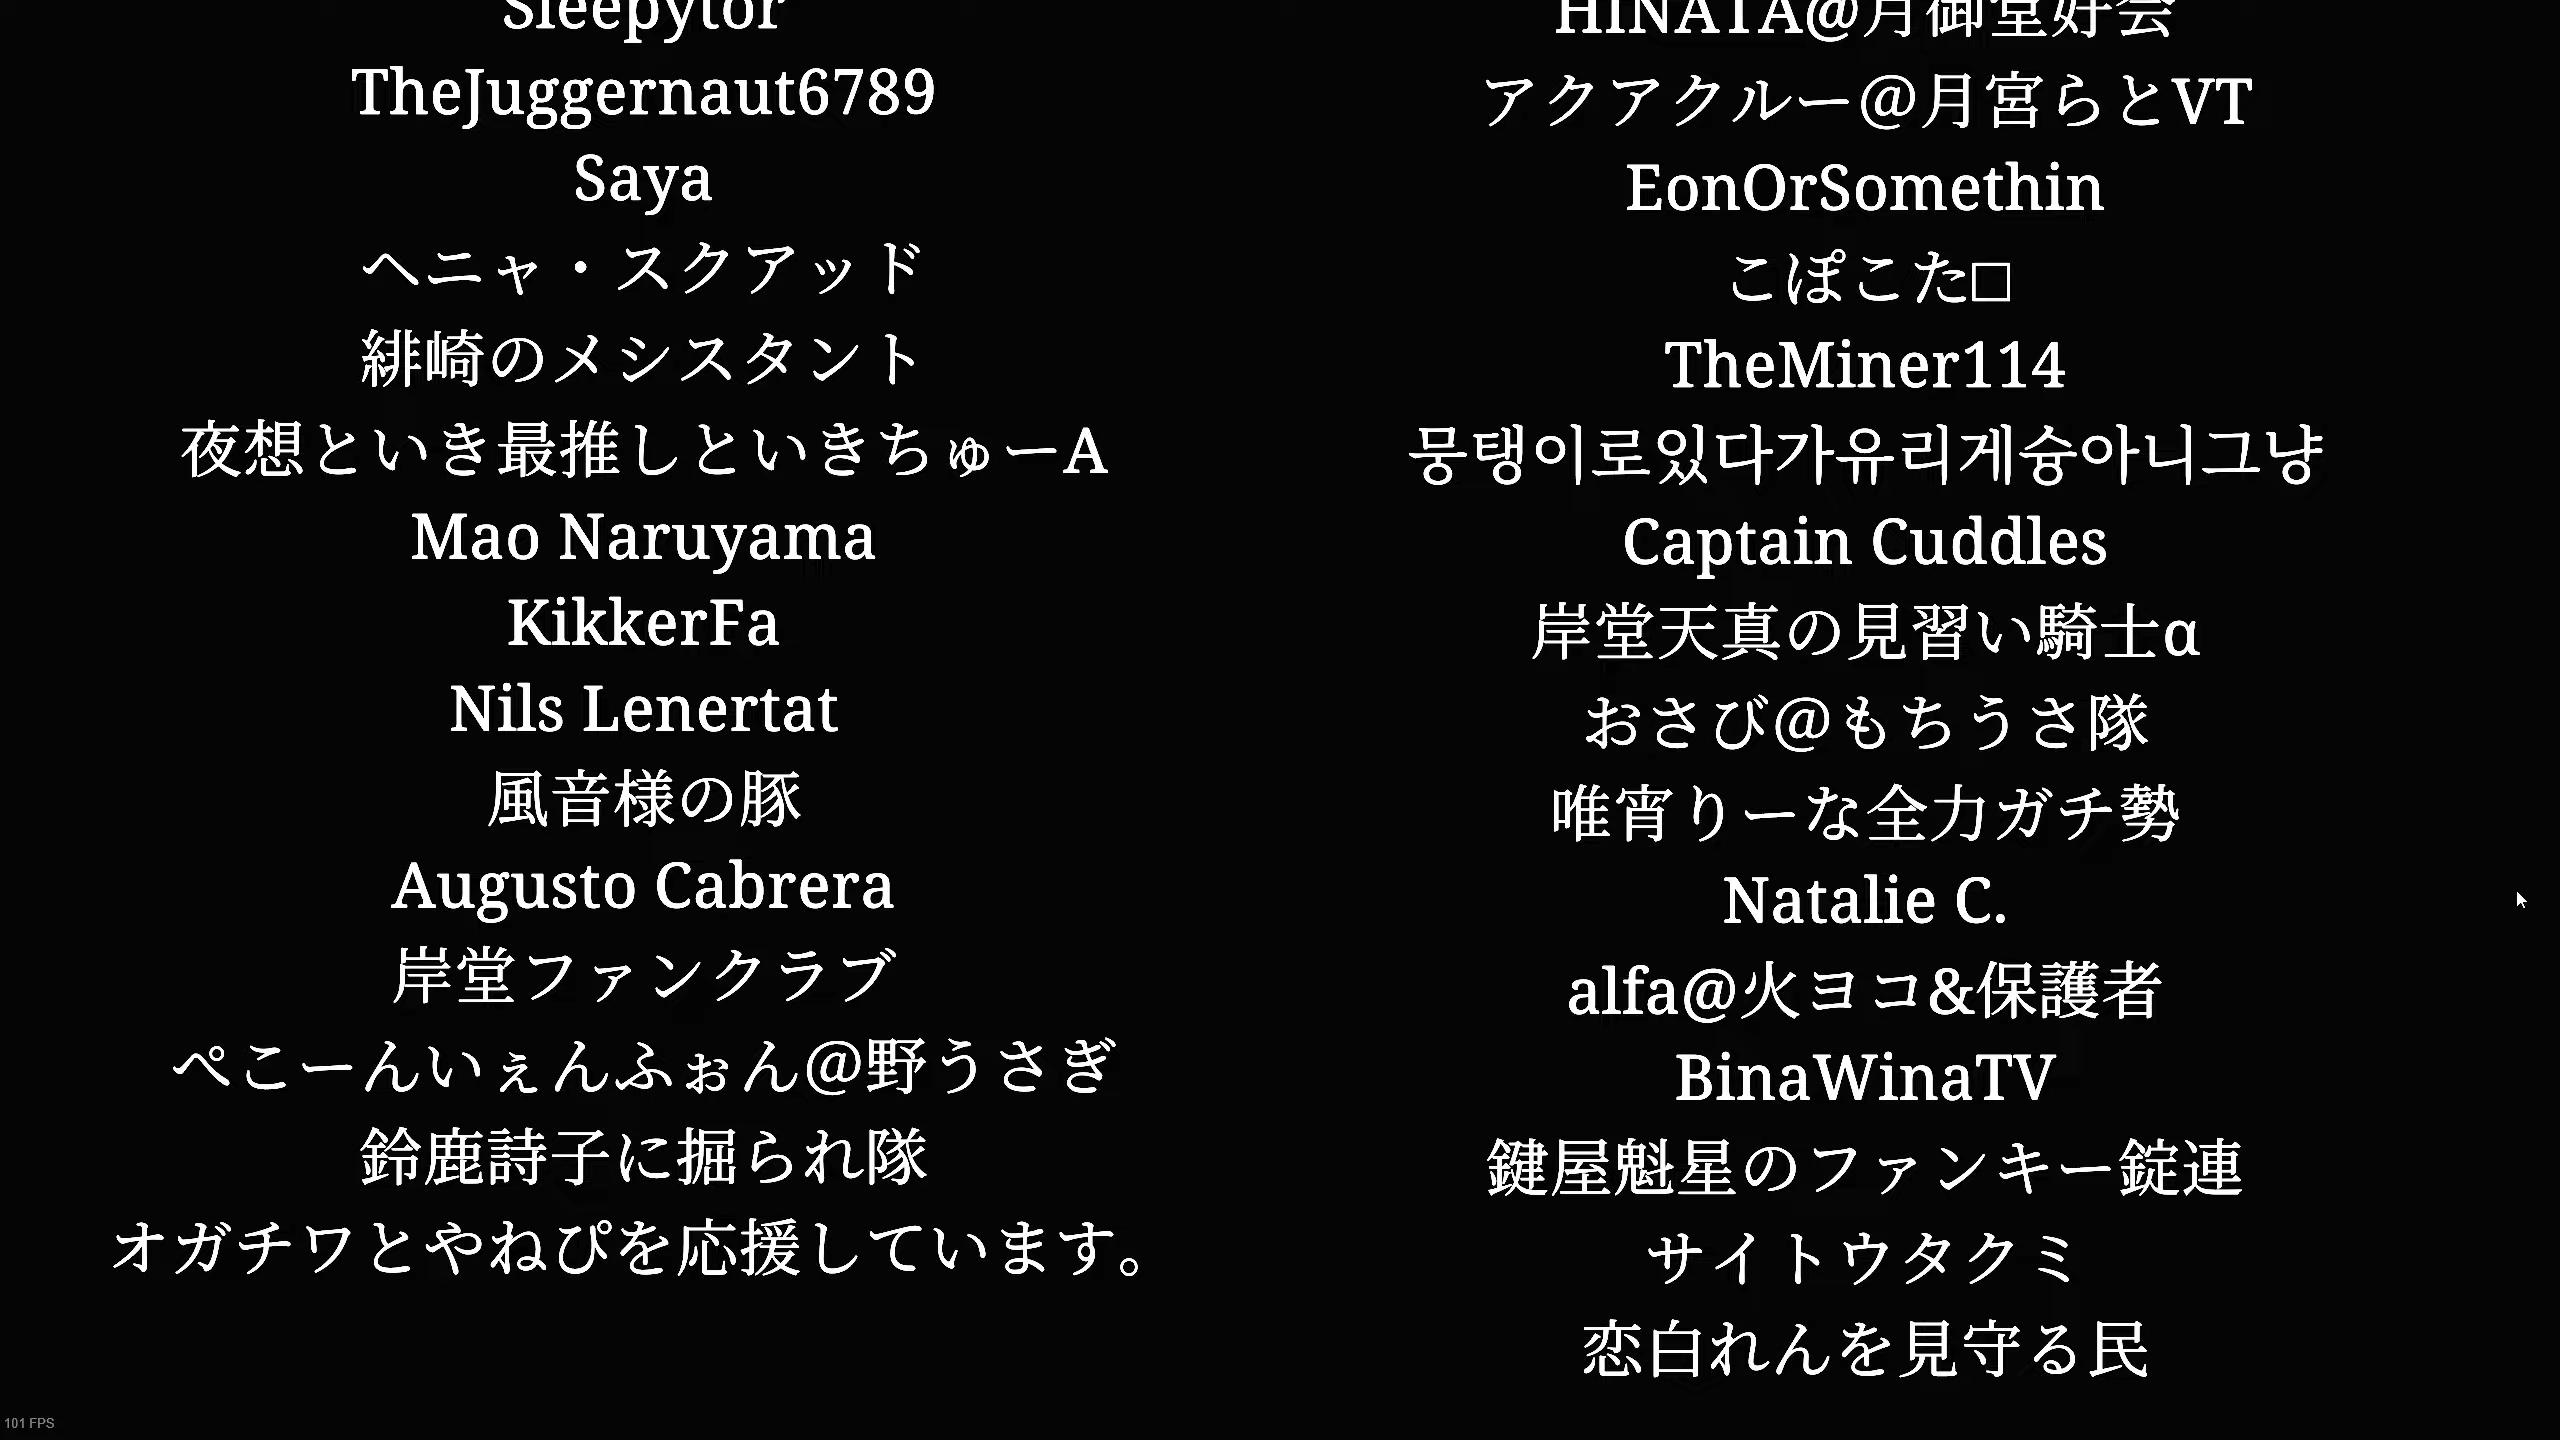 Sleepytor
TheJuggernaut6789
Saya
ヘニャ・スクアッド
緋崎のメシスタント
夜想といき最推しといきちゅーA
Mao Naruyama
KikkerFa
Nils Lenertat
風音様の豚
Augusto Cabrera
岸堂ファンクラブ
ぺこーんいぇんふぉん@野うさぎ
鈴鹿詩子に掘られ隊
オガチワとやねぴを応援しています。
HINATA@月御堂好会
アクアクルー@月宮らとVT
EonOrSomethin
こぽこた□
TheMiner114
뭉탱이로있다가유리게슝아니그냥
Captain Cuddles
岸堂天真の見習い騎士α
おさび@もちうさ隊
唯宵りーな全力ガチ勢
Natalie C.
alfa@火ヨコ&保護者
BinaWinaTV
鍵屋魁星のファンキー錠連
サイトウタクミ
恋白れんを見守る民
101 FPS